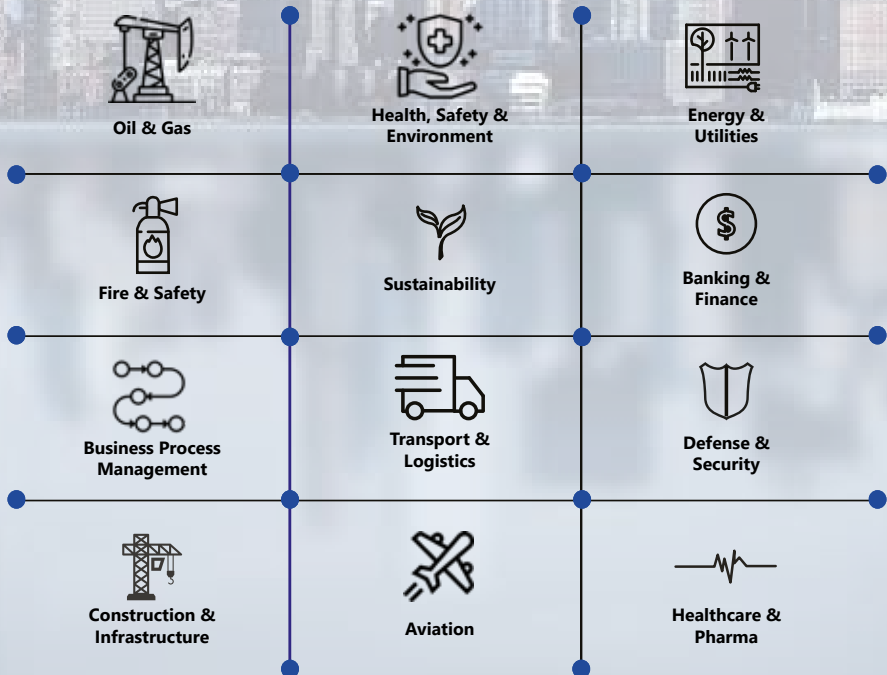 Oil & Gas
Health, Safety &
Environment
Energy &
Utilities
Fire & Safety
Sustainability
Banking &
Finance
Business Process
Management
Transport &
Logistics
Defense &
Security
Construction &
Infrastructure
Aviation
Healthcare &
Pharma